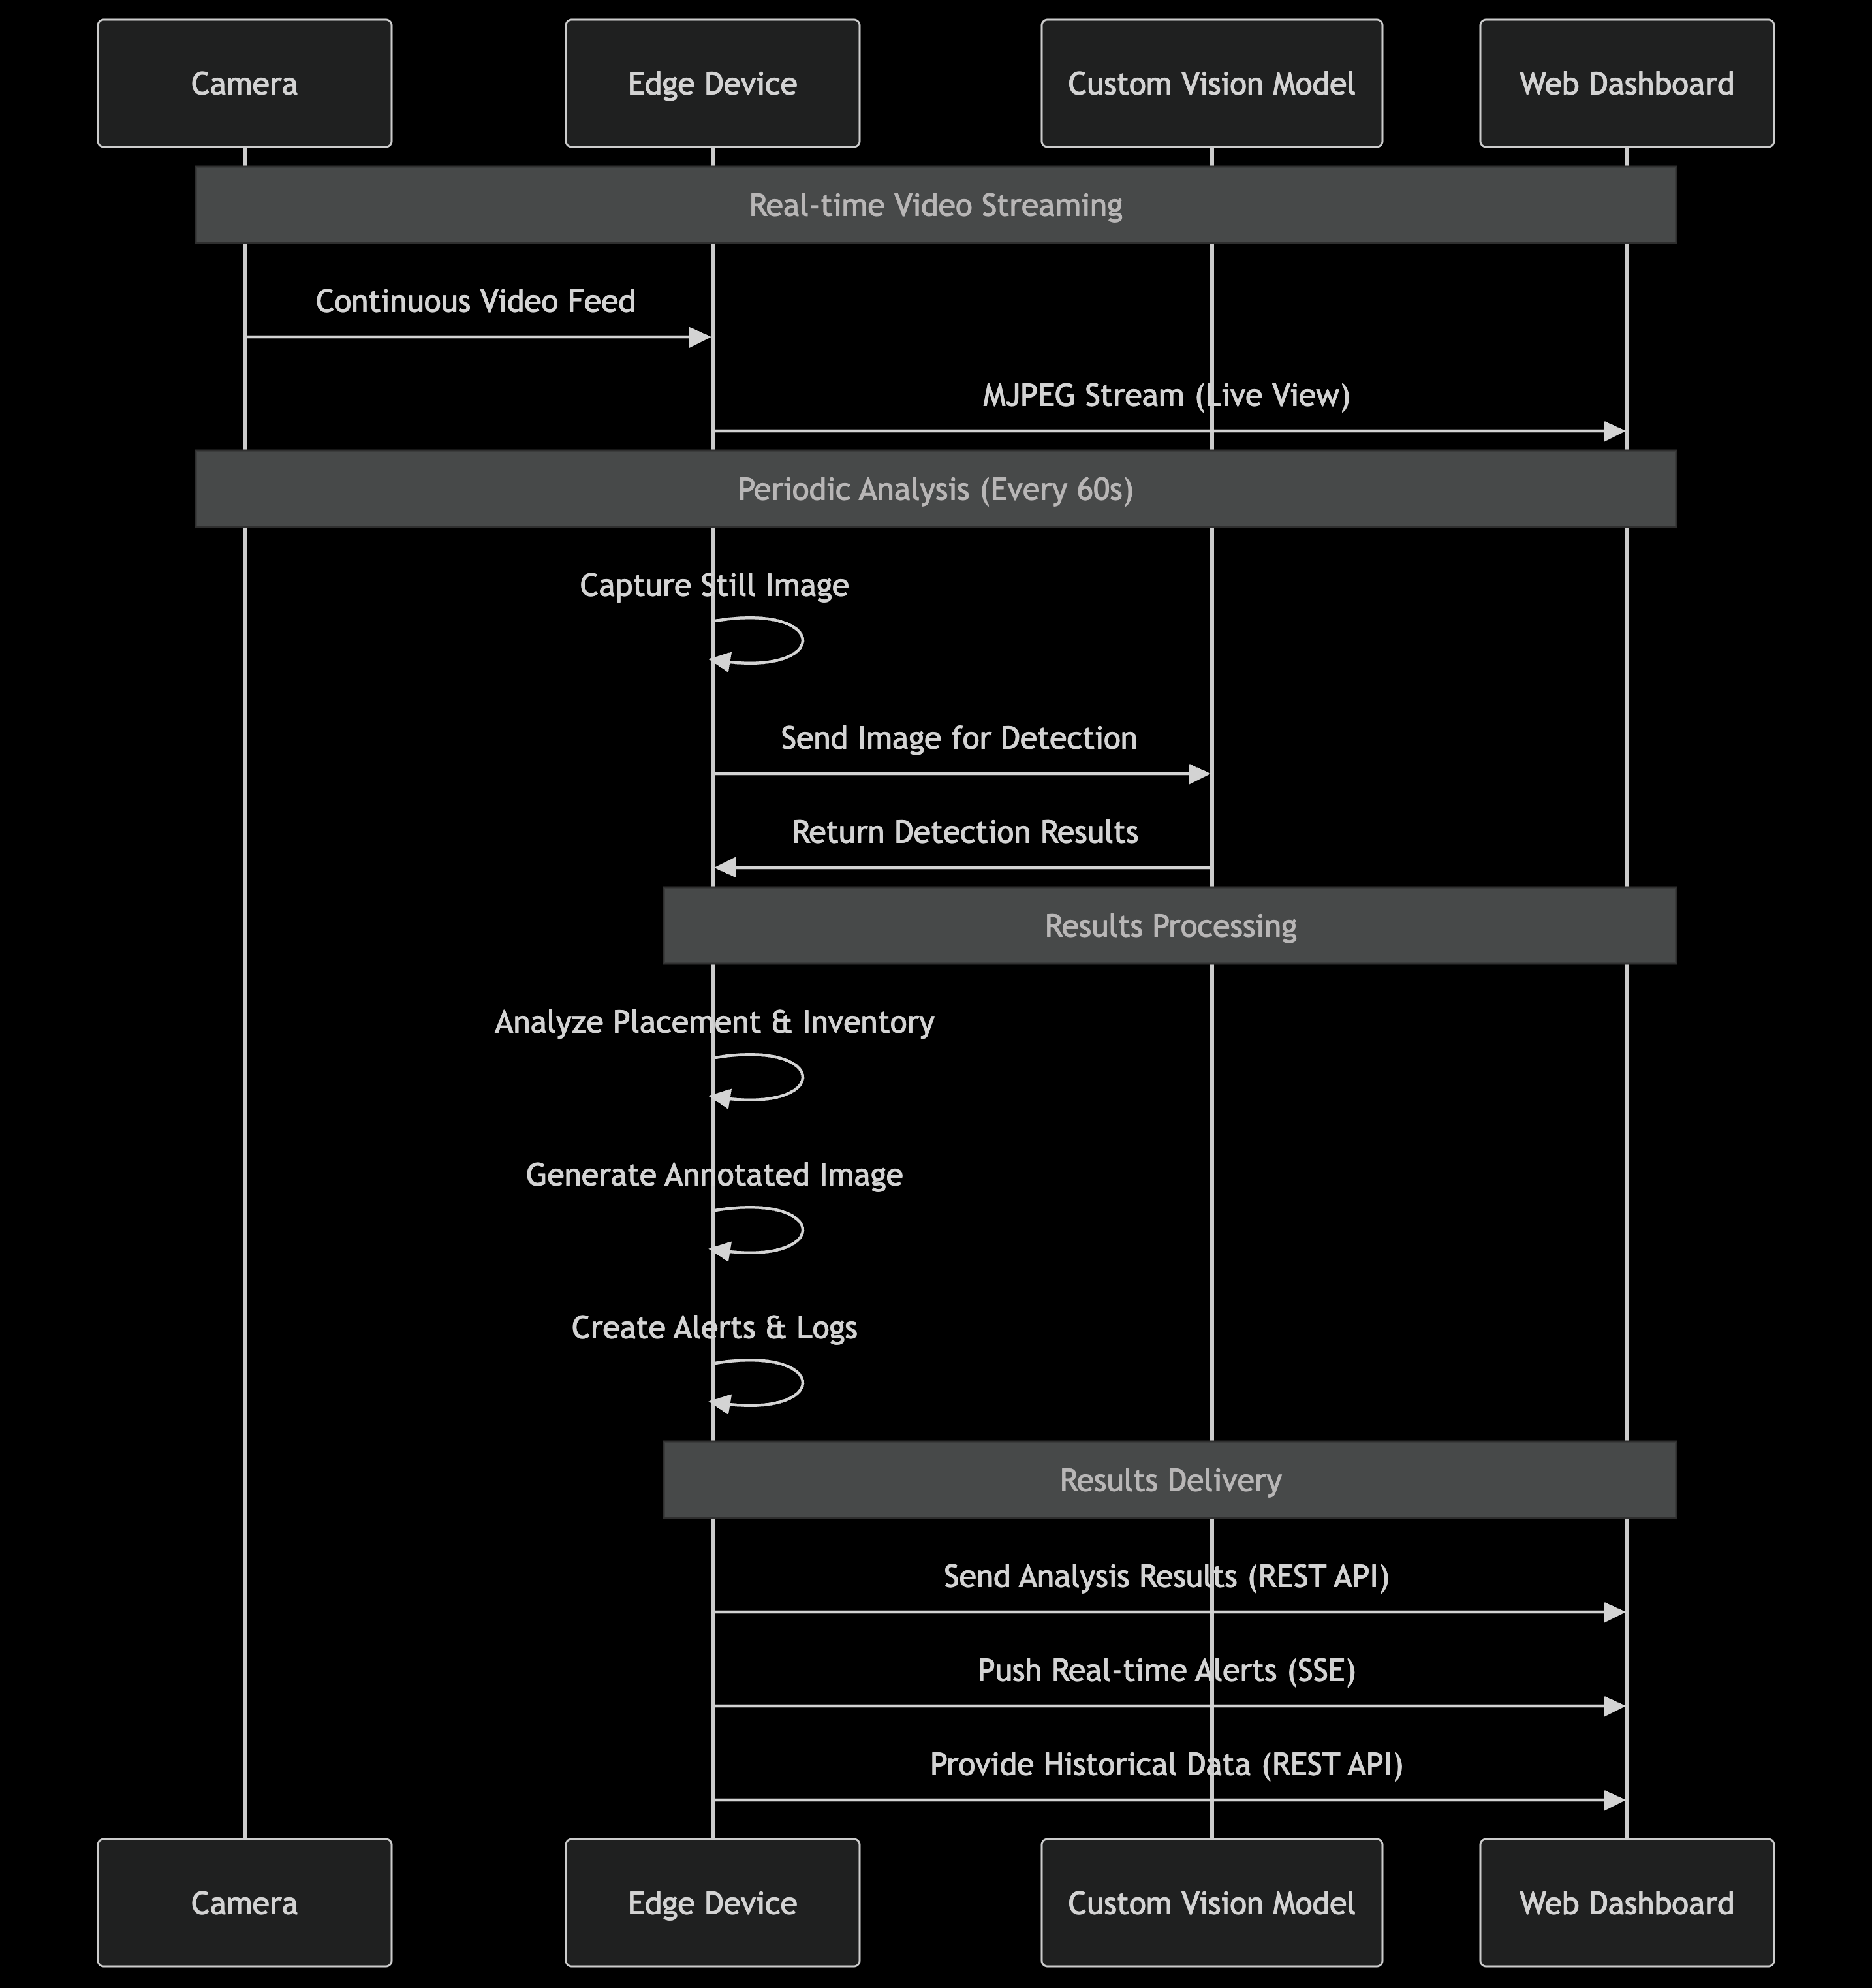 Camera
Edge Device
Custom Vision Model
Web Dashboard
Real-time Video Streaming
Continuous Video Feed
MJPEG Stream (Live View)
Periodic Analysis (Every 60s)
Capture Still Image
Send Image for Detection
Return Detection Results
Results Processing
Analyze Placement & Inventory
Generate Annotated Image
Create Alerts & Logs
Results Delivery
Send Analysis Results (REST API)
Push Real-time Alerts (SSE)
Provide Historical Data (REST API)
Camera
Edge Device
Custom Vision Model
Web Dashboard